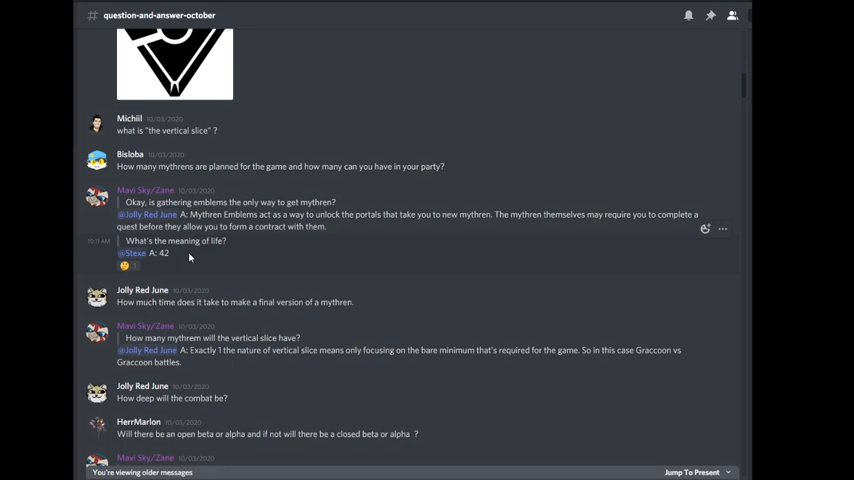 # question-and-answer-october
Michiil 10/03/2020
what is "the vertical slice" ?
Bisloba 10/03/2020
How many mythrens are planned for the game and how many can you have in your party?
Mavi Sky/Zane 10/03/2020
Okay, is gathering emblems the only way to get mythren?
@Jolly Red June A: Mythren Emblems act as a way to unlock the portals that take you to new mythren. The mythren themselves may require you to complete a
quest before they allow you to form a contract with them.
10:11 AM What's the meaning of life?
@Stexe A: 42
1
Jolly Red June 10/03/2020
How much time does it take to make a final version of a mythren.
Mavi Sky/Zane 10/03/2020
How many mythrem will the vertical slice have?
@Jolly Red June A: Exactly 1 the nature of vertical slice means only focusing on the bare minimum that's required for the game. So in this case Graccoon vs
Graccoon battles.
Jolly Red June 10/03/2020
How deep will the combat be?
HerrMarlon 10/03/2020
Will there be an open beta or alpha and if not will there be a closed beta or alpha ?
Mavi Sky/Zane 10/03/2020
You're viewing older messages Jump To Present